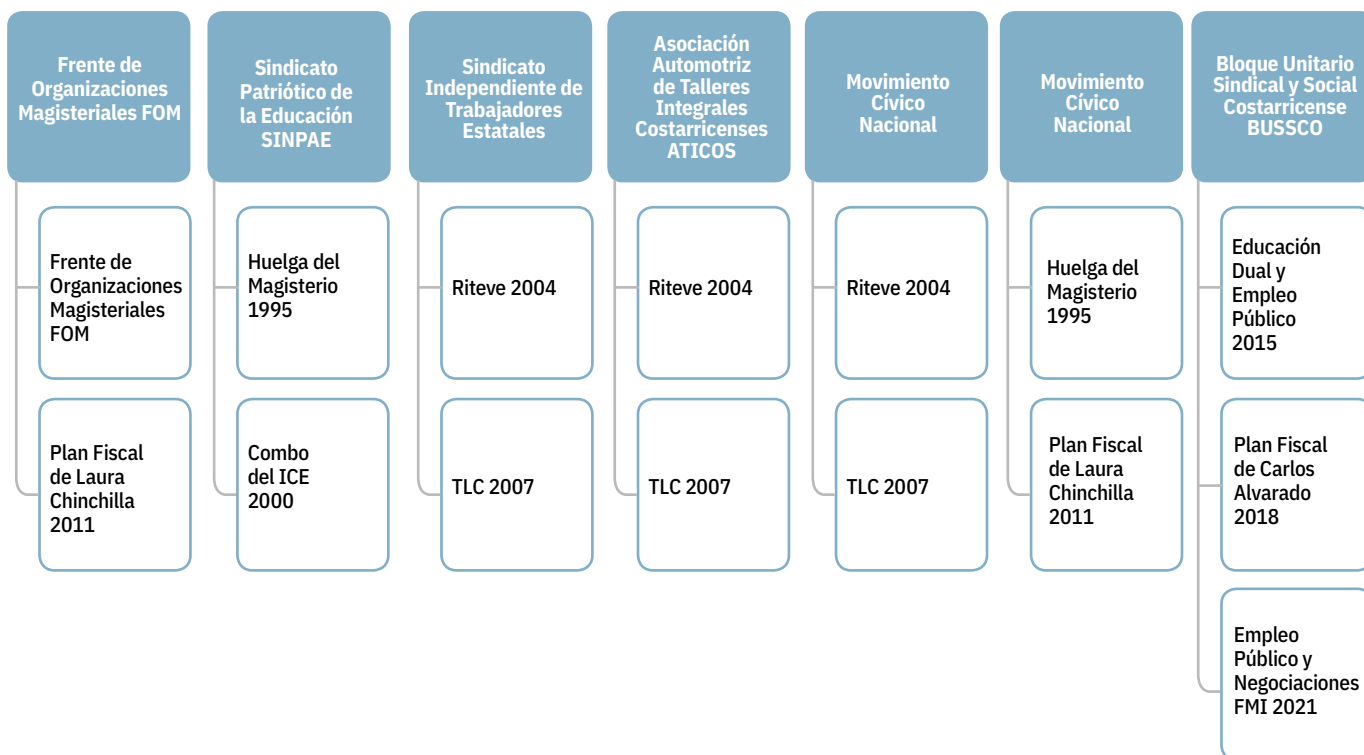 Frente de
Organizaciones
Magisteriales FOM
Sindicato
Patriótico de
la Educación
SINPAE
Sindicato
Independiente de
Trabajadores
Estatales
Asociación
Automotriz
de Talleres
Integrales
Costarricenses
ATICOS
Movimiento
Cívico
Nacional
Movimiento
Cívico
Nacional
Bloque Unitario
Sindical y Social
Costarricense
BUSSCO
Frente de
Organizaciones
Magisteriales
FOM
Huelga del
Magisterio
1995
Riteve 2004
Riteve 2004
Riteve 2004
Huelga del
Magisterio
1995
Educación
Dual y
Empleo
Público
2015
Plan Fiscal
de Laura
Chinchilla
2011
Combo
del ICE
2000
TLC 2007
TLC 2007
TLC 2007
Plan Fiscal
de Laura
Chinchilla
2011
Plan Fiscal
de Carlos
Alvarado
2018
Empleo
Público y
Negociaciones
FMI 2021